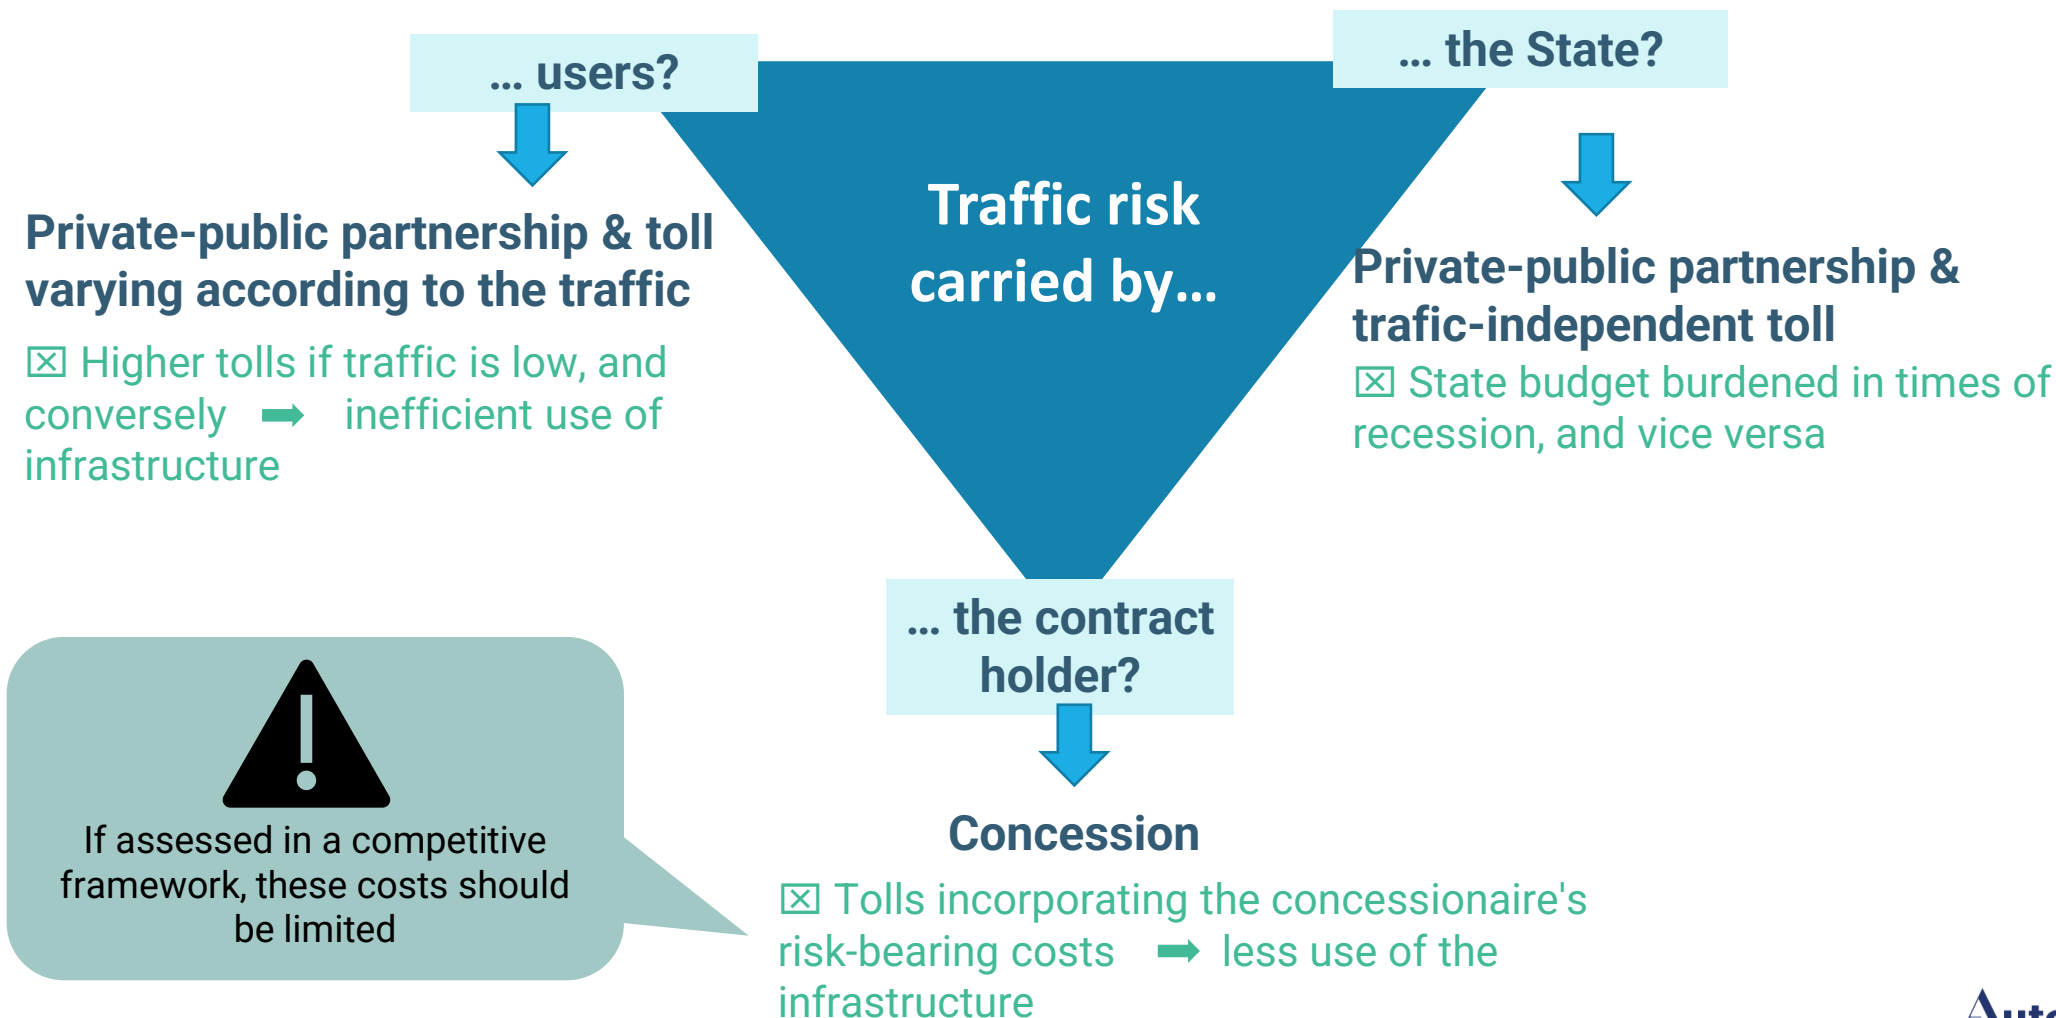 ... users?
... the State?
Traffic risk
carried by...
Private-public partnership & toll
varying according to the traffic
☒ Higher tolls if traffic is low, and
conversely ➡ inefficient use of
infrastructure
Private-public partnership &
trafic-independent toll
☒ State budget burdened in times of
recession, and vice versa
... the contract
holder?
Concession
☒ Tolls incorporating the concessionaire's
risk-bearing costs ➡ less use of the
infrastructure
If assessed in a competitive
framework, these costs should
be limited